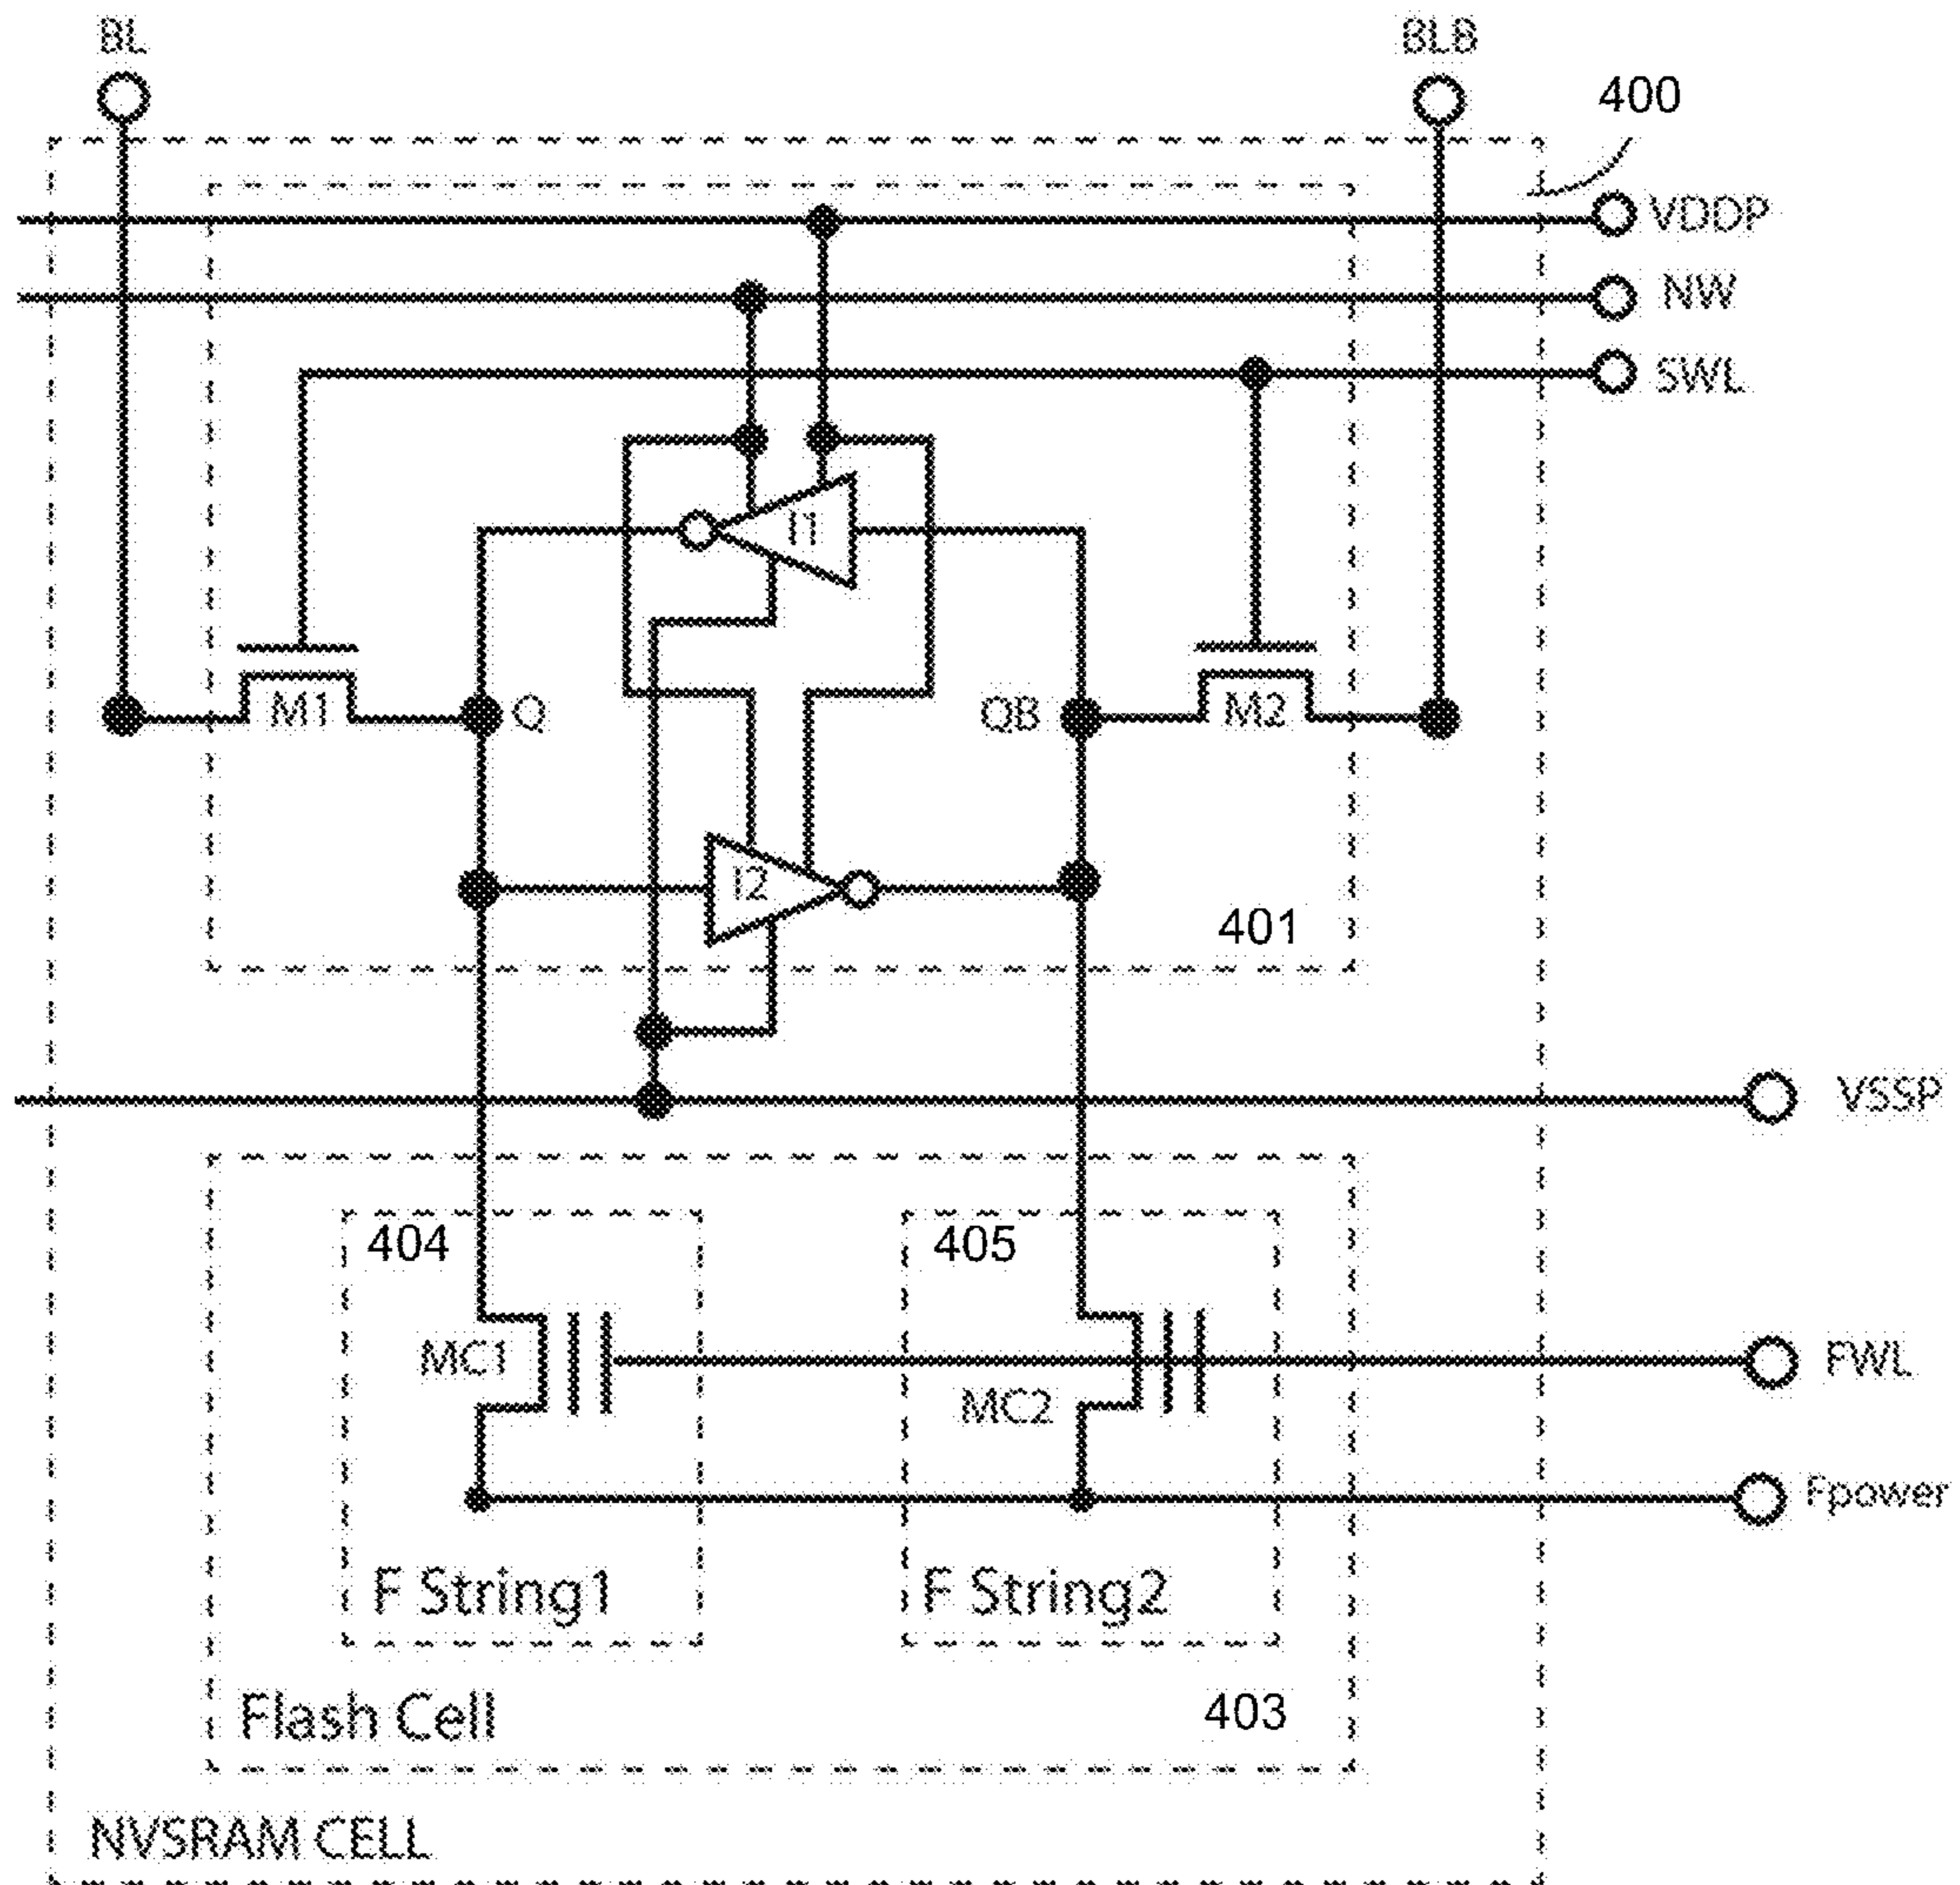 BL
BLB
400
VDDP
NW
SWL
I1
M1
Q
QB
M2
I2
401
VSSP
404
405
MC1
MC2
FWL
Fpower
F String1
F String2
Flash Cell
403
NVSRAM CELL